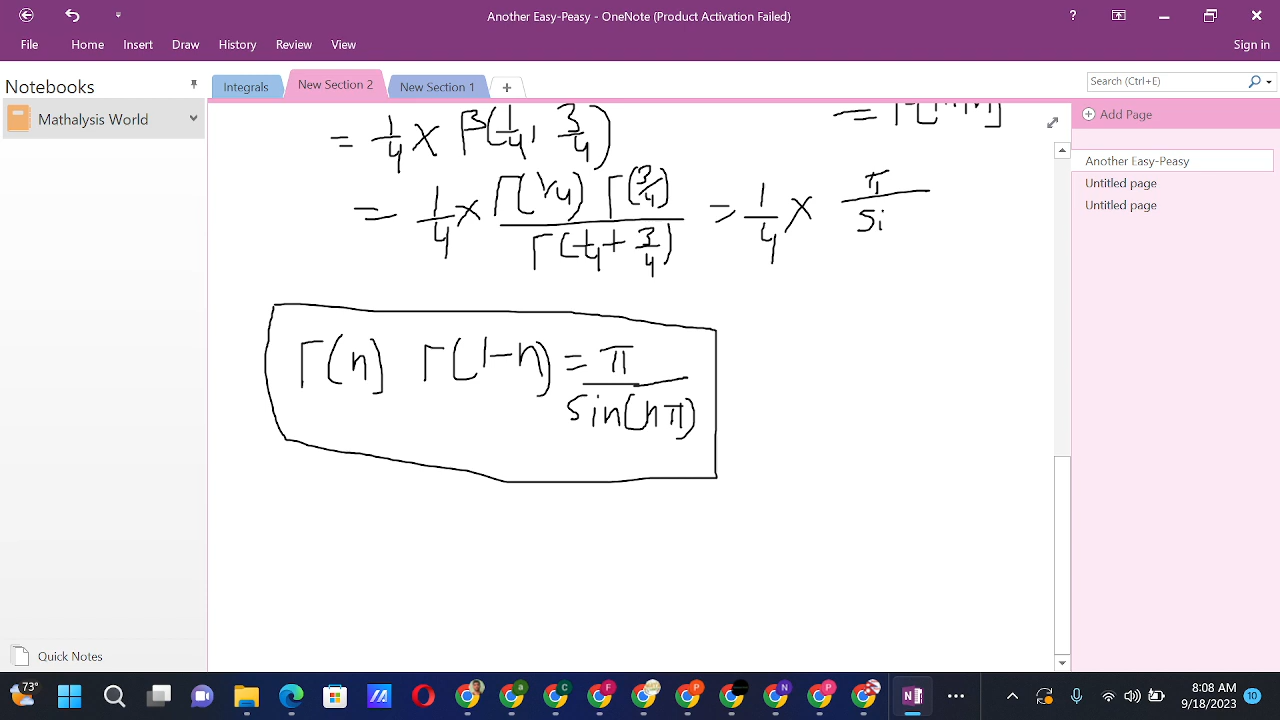 Another Easy-Peasy - OneNote (Product Activation Failed)
?
File Home Insert Draw History Review View
Sign in
Notebooks
Integrals New Section 2 New Section 1 +
Search (Ctrl+E)
Mathalysis World
Add Page
Another Easy-Peasy
Untitled page
Untitled page
= 1/4 × β(1/4, 3/4)
= 1/4 × Γ(1/4) Γ(3/4) / Γ(1/4 + 3/4) = 1/4 × π / Si
Γ(n) Γ(1-n) = π / sin(nπ)
Quick Notes
73°
8:08 AM
9/18/2023
10